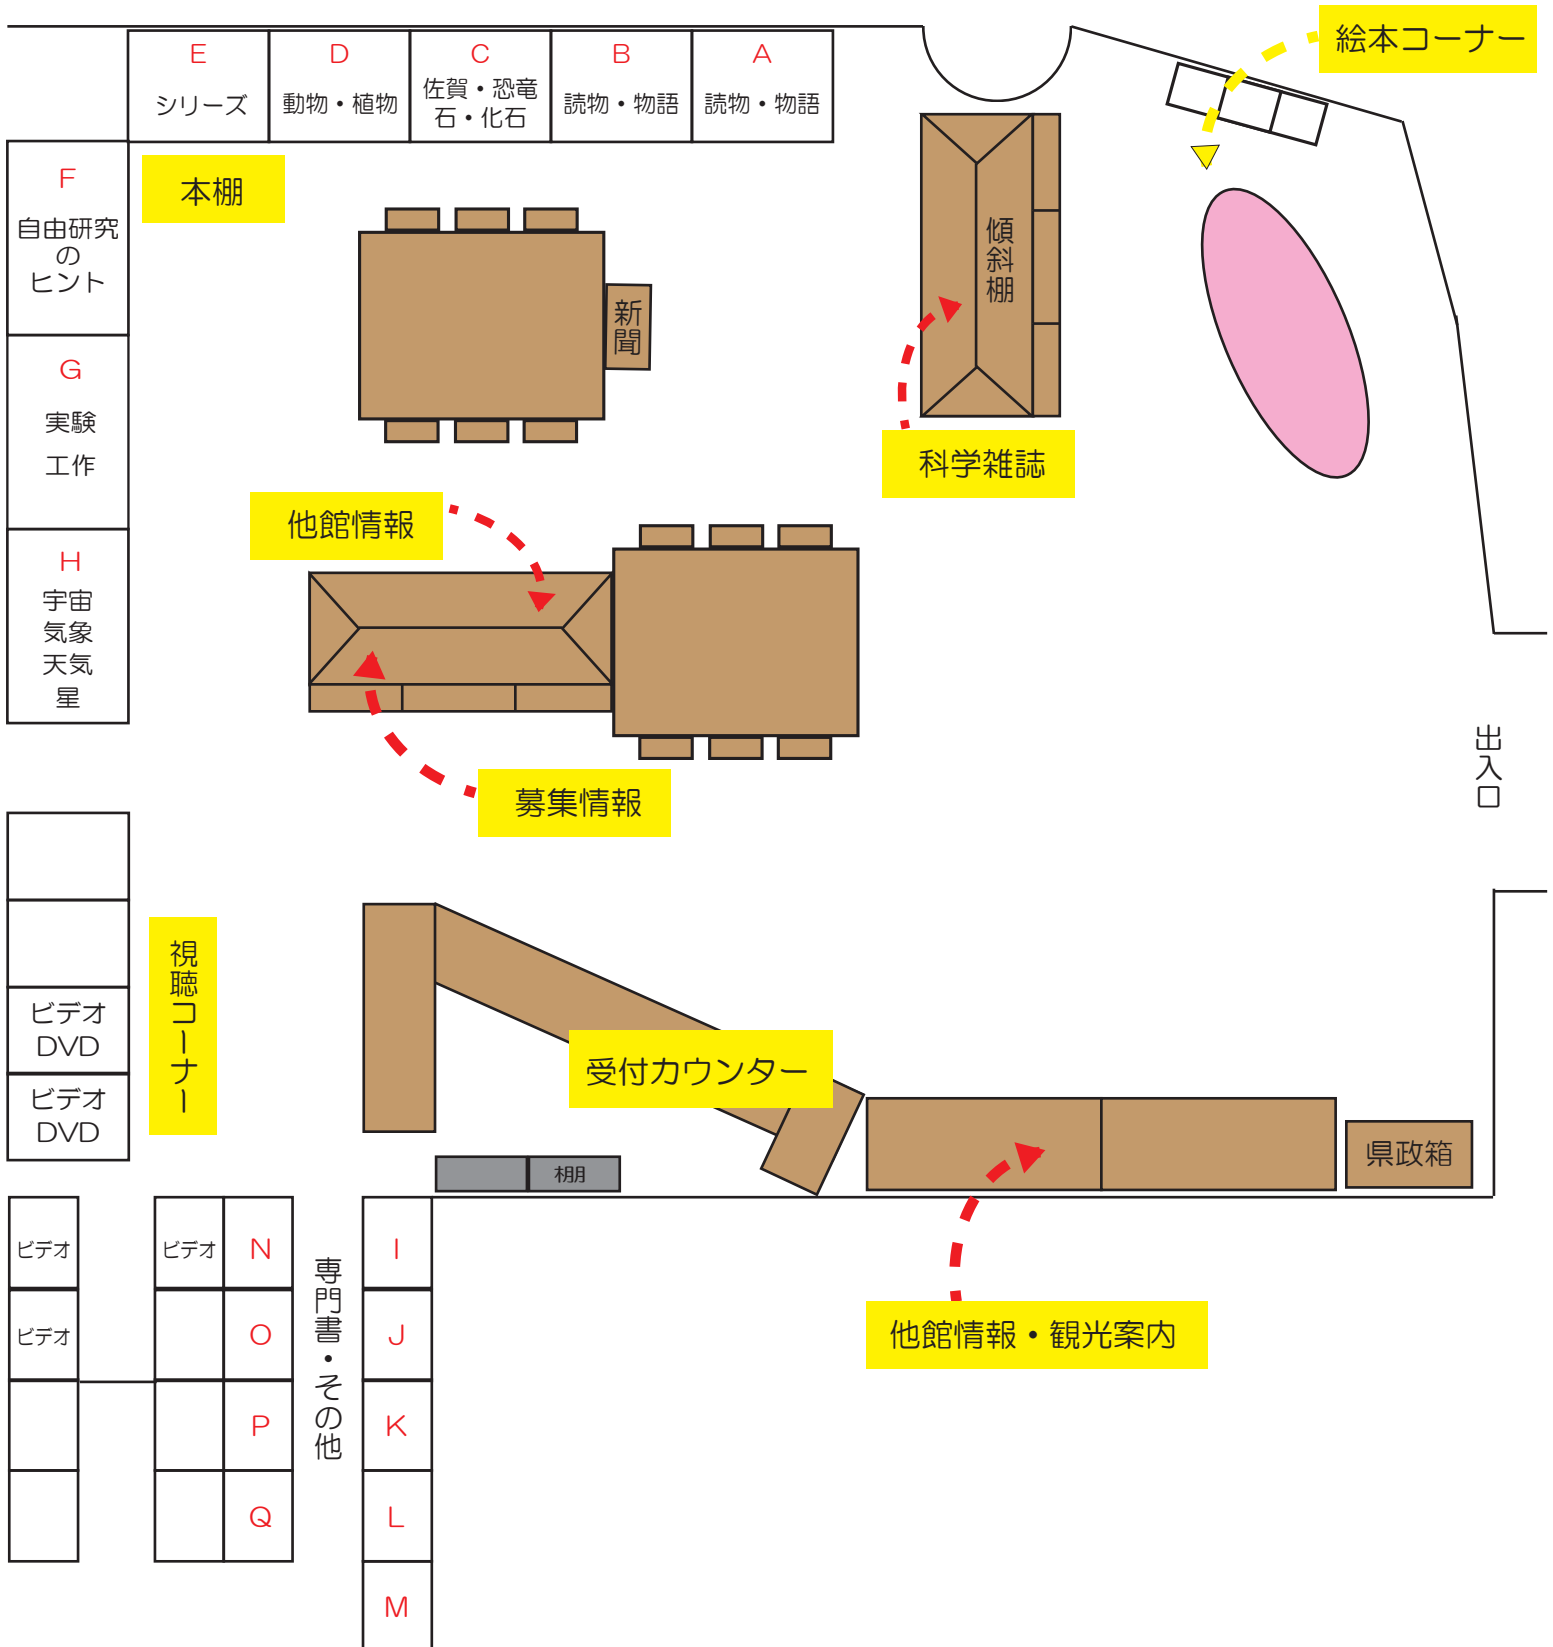 絵本コーナー
E
シリーズ
D
動物・植物
C
佐賀・恐竜
石・化石
B
読物・物語
A
読物・物語
本棚
F
自由研究
の
ヒント
傾斜棚
新聞
G
実験
工作
科学雑誌
他館情報
H
宇宙
気象
天気
星
出入口
募集情報
視聴コーナー
ビデオ
DVD
ビデオ
DVD
受付カウンター
県政箱
棚
ビデオ
ビデオ
N
専門書・その他
I
ビデオ
O
J
他館情報・観光案内
P
K
Q
L
M